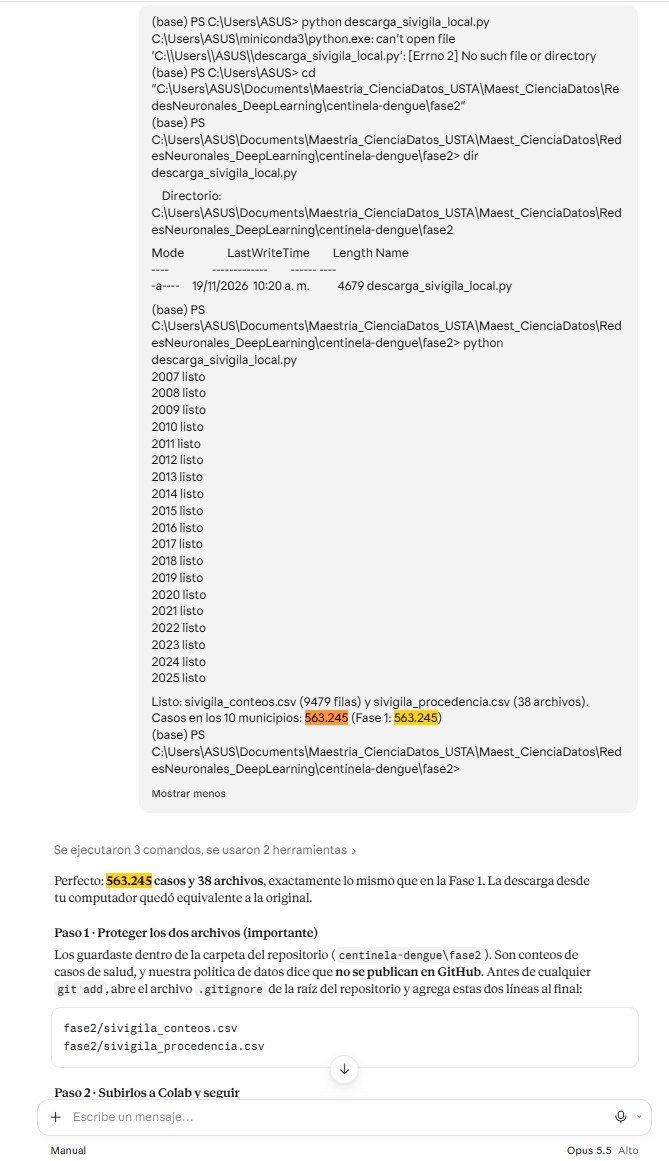 (base) PS C:\Users\ASUS> python descarga_sivigila_local.py
C:\Users\ASUS\miniconda3\python.exe: can't open file
'C:\\Users\\ASUS\\descarga_sivigila_local.py': [Errno 2] No such file or directory
(base) PS C:\Users\ASUS> cd
"C:\Users\ASUS\Documents\Maestria_CienciaDatos_USTA\Maest_CienciaDatos\Re
desNeuronales_DeepLearning\centinela-dengue\fase2"
(base) PS
C:\Users\ASUS\Documents\Maestria_CienciaDatos_USTA\Maest_CienciaDatos\Red
esNeuronales_DeepLearning\centinela-dengue\fase2> dir
descarga_sivigila_local.py
Directorio:
C:\Users\ASUS\Documents\Maestria_CienciaDatos_USTA\Maest_CienciaDatos\Red
esNeuronales_DeepLearning\centinela-dengue\fase2
Mode LastWriteTime Length Name
---- ------------- ------ ----
-a---- 19/11/2026 10:20 a. m. 4679 descarga_sivigila_local.py
(base) PS
C:\Users\ASUS\Documents\Maestria_CienciaDatos_USTA\Maest_CienciaDatos\Red
esNeuronales_DeepLearning\centinela-dengue\fase2> python
descarga_sivigila_local.py
2007 listo
2008 listo
2009 listo
2010 listo
2011 listo
2012 listo
2013 listo
2014 listo
2015 listo
2016 listo
2017 listo
2018 listo
2019 listo
2020 listo
2021 listo
2022 listo
2023 listo
2024 listo
2025 listo
Listo: sivigila_conteos.csv (9479 filas) y sivigila_procedencia.csv (38 archivos).
Casos en los 10 municipios: 563.245 (Fase 1: 563.245)
(base) PS
C:\Users\ASUS\Documents\Maestria_CienciaDatos_USTA\Maest_CienciaDatos\Red
esNeuronales_DeepLearning\centinela-dengue\fase2>
Mostrar menos
Se ejecutaron 3 comandos, se usaron 2 herramientas >
Perfecto: 563.245 casos y 38 archivos, exactamente lo mismo que en la Fase 1. La descarga desde
tu computador quedó equivalente a la original.
Paso 1 · Proteger los dos archivos (importante)
Los guardaste dentro de la carpeta del repositorio (centinela-dengue\fase2). Son conteos de
casos de salud, y nuestra política de datos dice que no se publican en GitHub. Antes de cualquier
git add, abre el archivo .gitignore de la raíz del repositorio y agrega estas dos líneas al final:
fase2/sivigila_conteos.csv
fase2/sivigila_procedencia.csv
Paso 2 · Subirlos a Colab y seguir
Escribe un mensaje...
Manual Opus 5.5 Alto